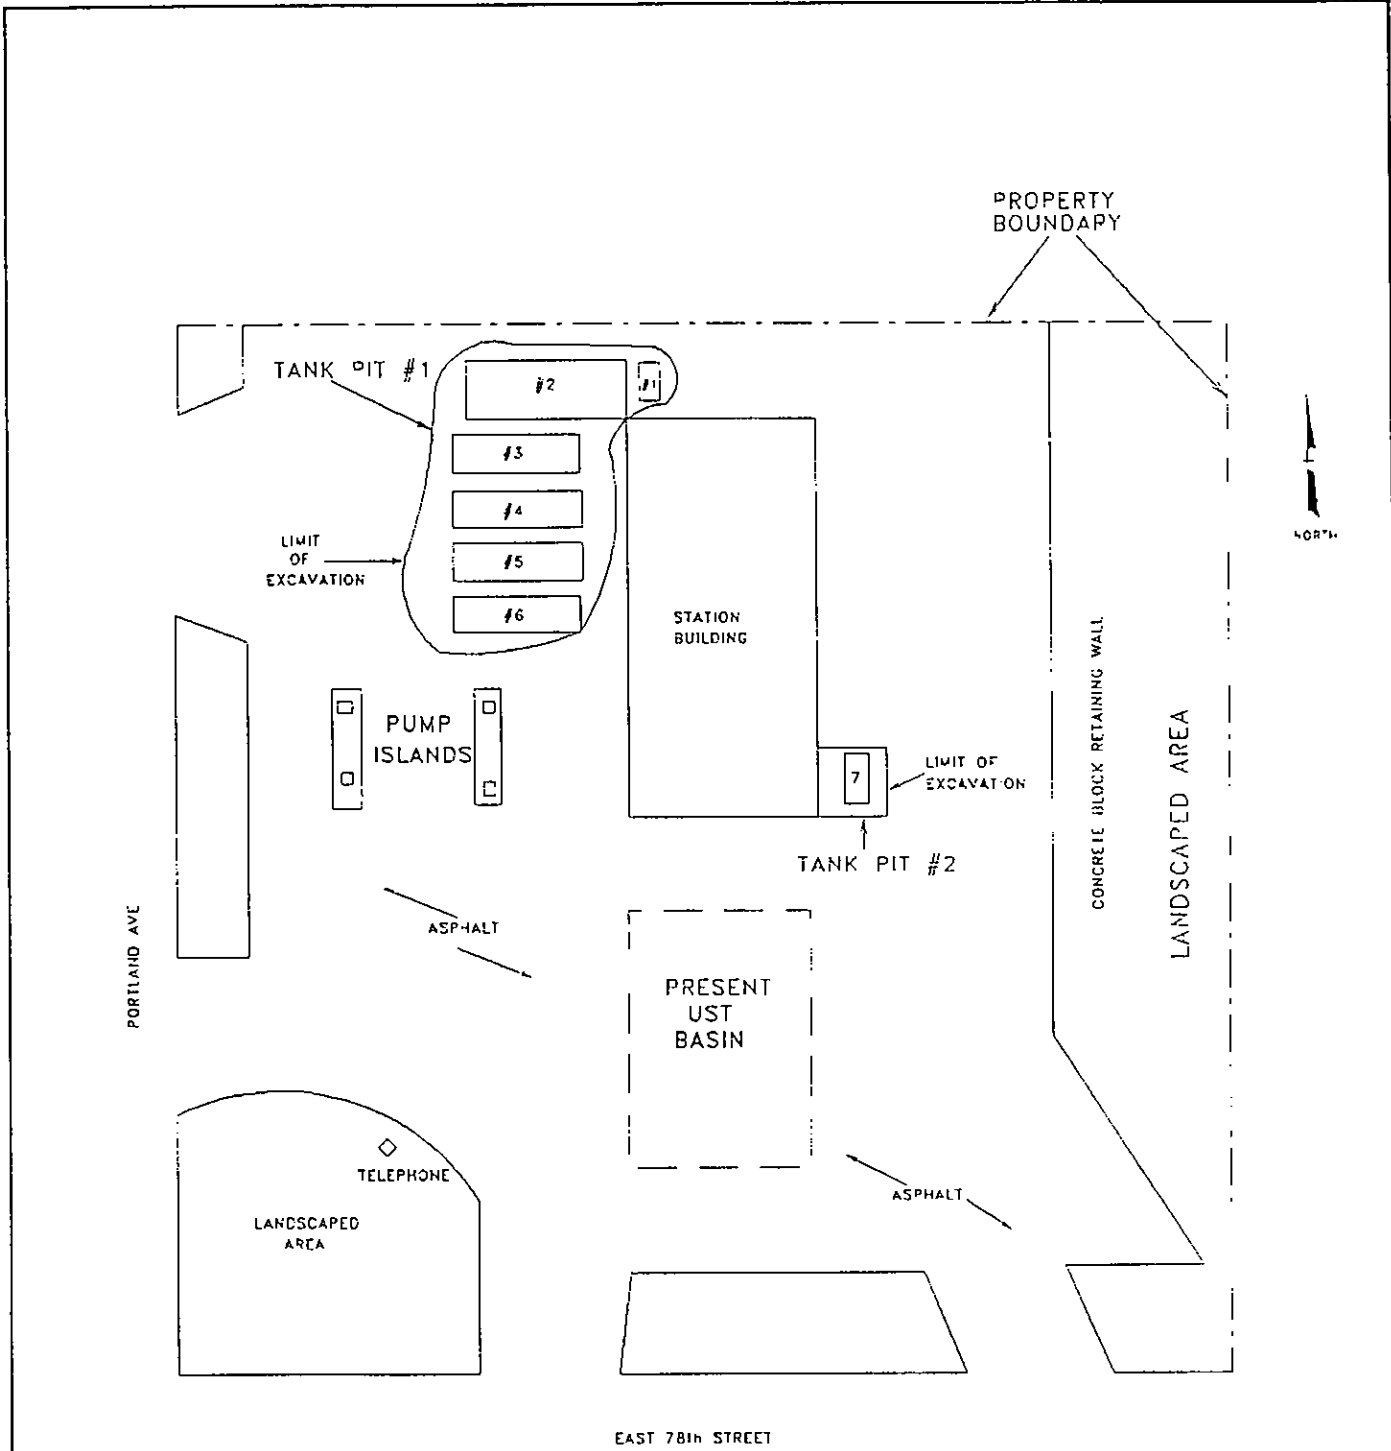 PROPERTY
BOUNDARY
TANK PIT #1
#2
#1
#3
#4
#5
#6
LIMIT
OF
EXCAVATION
NORTH
STATION
BUILDING
PUMP
ISLANDS
7
LIMIT OF
EXCAVATION
TANK PIT #2
CONCRETE BLOCK RETAINING WALL
LANDSCAPED AREA
PORTLAND AVE
ASPHALT
PRESENT
UST
BASIN
TELEPHONE
LANDSCAPED
AREA
ASPHALT
EAST 78th STREET